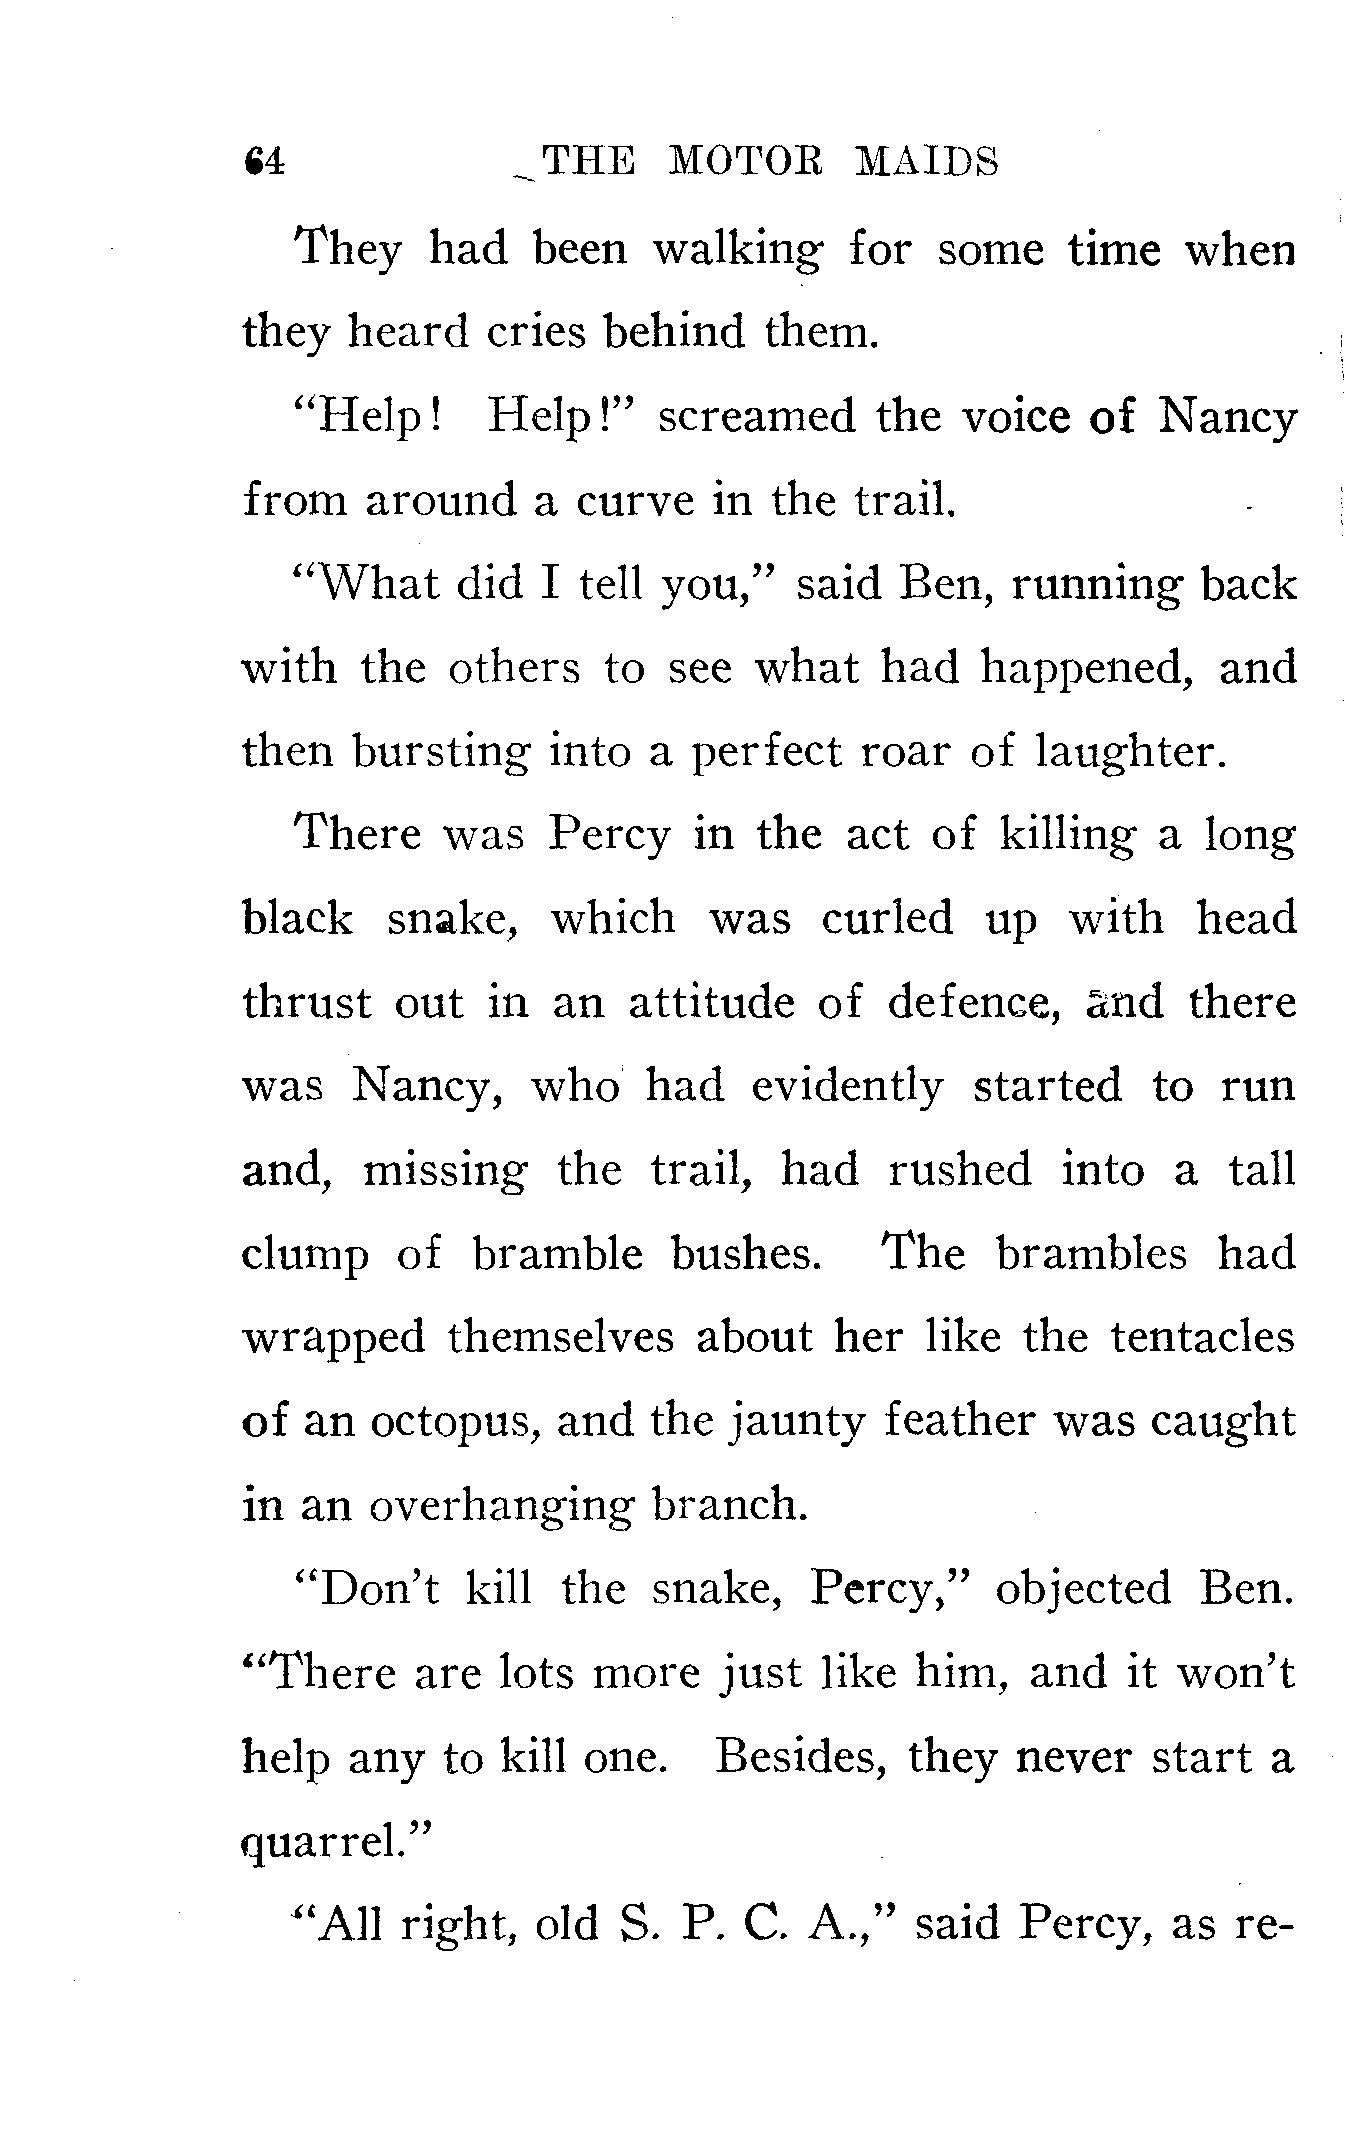 64 THE MOTOR MAIDS
They had been walking for some time when
they heard cries behind them.
“Help! Help!” screamed the voice of Nancy
from around a curve in the trail.
“What did I tell you,” said Ben, running back
with the others to see what had happened, and
then bursting into a perfect roar of laughter.
There was Percy in the act of killing a long
black snake, which was curled up with head
thrust out in an attitude of defence, and there
was Nancy, who had evidently started to run
and, missing the trail, had rushed into a tall
clump of bramble bushes. The brambles had
wrapped themselves about her like the tentacles
of an octopus, and the jaunty feather was caught
in an overhanging branch.
“Don’t kill the snake, Percy,” objected Ben.
“There are lots more just like him, and it won’t
help any to kill one. Besides, they never start a
quarrel.”
“All right, old S. P. C. A.,” said Percy, as re-